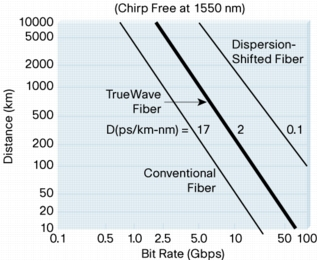 (Chirp Free at 1550 nm)
10000
5000
2000
1000
500
200
100
50
20
10
Distance (km)
Dispersion-
Shifted Fiber
TrueWave
Fiber
D(ps/km-nm) = 17 2 0.1
Conventional
Fiber
0.1 0.5 1.0 2.5 5.0 10 50 100
Bit Rate (Gbps)